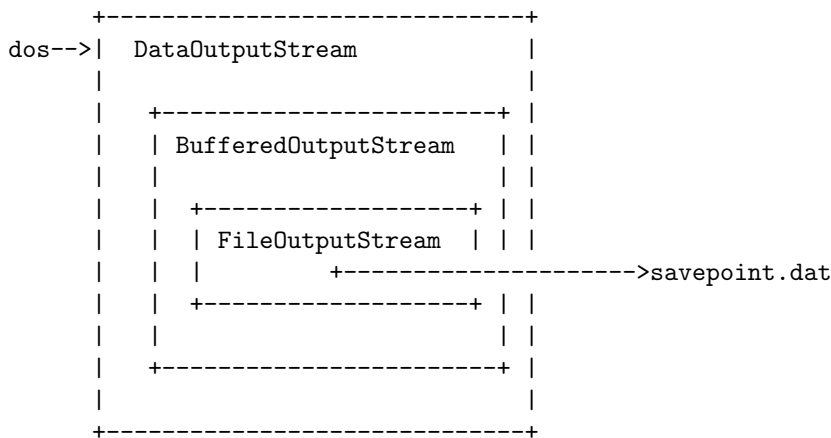 dos-->| DataOutputStream |
BufferedOutputStream
FileOutputStream
+--------------------->savepoint.dat